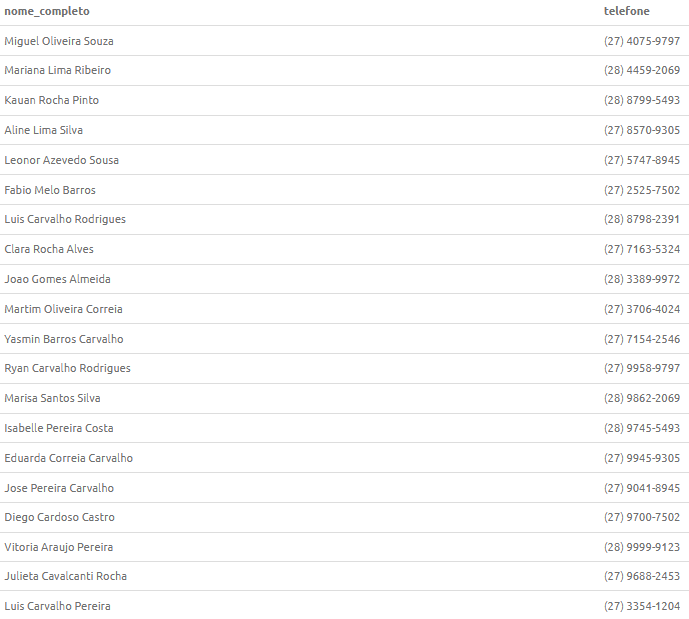 nome_completo telefone
Miguel Oliveira Souza (27) 4075-9797
Mariana Lima Ribeiro (28) 4459-2069
Kauan Rocha Pinto (28) 8799-5493
Aline Lima Silva (27) 8570-9305
Leonor Azevedo Sousa (27) 5747-8945
Fabio Melo Barros (27) 2525-7502
Luis Carvalho Rodrigues (28) 8798-2391
Clara Rocha Alves (27) 7163-5324
Joao Gomes Almeida (28) 3389-9972
Martim Oliveira Correia (27) 3706-4024
Yasmin Barros Carvalho (27) 7154-2546
Ryan Carvalho Rodrigues (27) 9958-9797
Marisa Santos Silva (28) 9862-2069
Isabelle Pereira Costa (28) 9745-5493
Eduarda Correia Carvalho (27) 9945-9305
Jose Pereira Carvalho (27) 9041-8945
Diego Cardoso Castro (27) 9700-7502
Vitoria Araujo Pereira (28) 9999-9123
Julieta Cavalcanti Rocha (27) 9688-2453
Luis Carvalho Pereira (27) 3354-1204